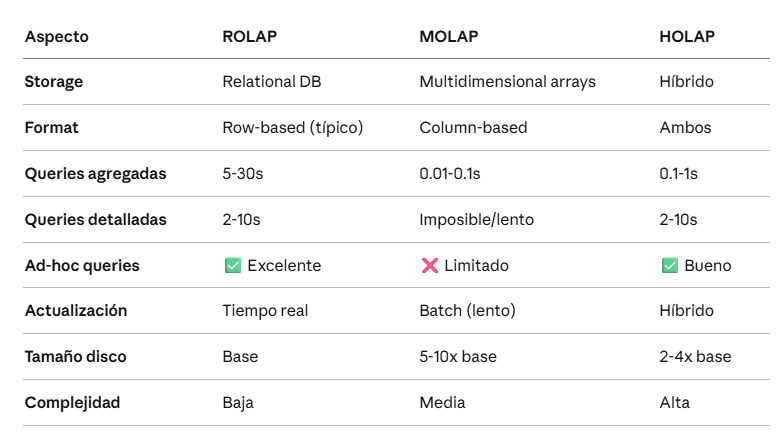 Aspecto ROLAP MOLAP HOLAP
Storage Relational DB Multidimensional arrays Híbrido
Format Row-based (típico) Column-based Ambos
Queries agregadas 5-30s 0.01-0.1s 0.1-1s
Queries detalladas 2-10s Imposible/lento 2-10s
Ad-hoc queries ✅ Excelente ❌ Limitado ✅ Bueno
Actualización Tiempo real Batch (lento) Híbrido
Tamaño disco Base 5-10x base 2-4x base
Complejidad Baja Media Alta